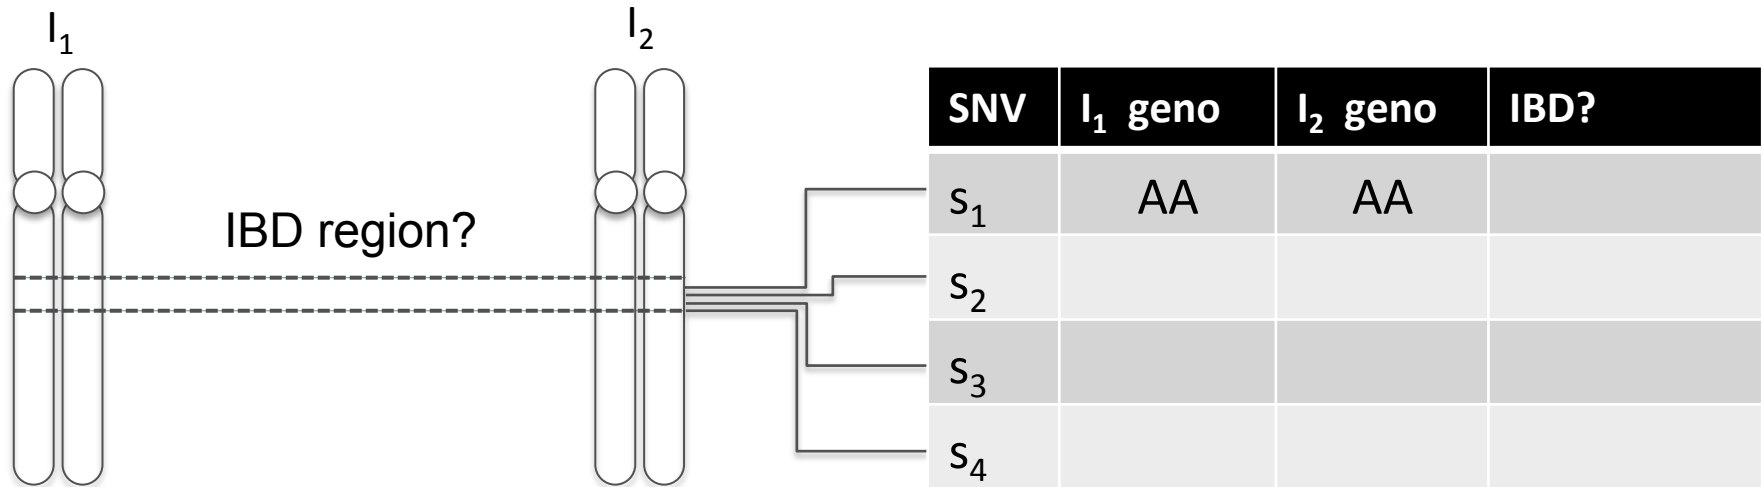 I₁
I₂
IBD region?
SNV I₁ geno I₂ geno IBD?
s₁ AA AA
s₂
s₃
s₄